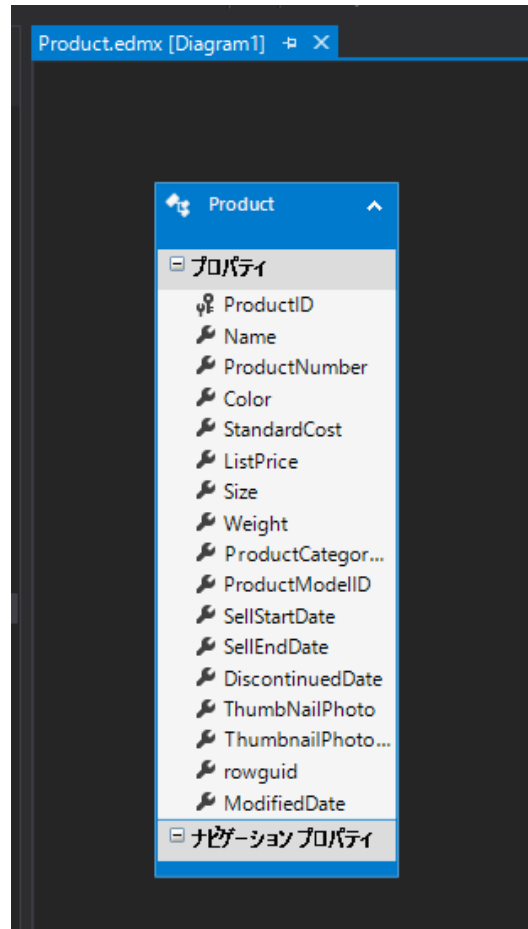 Product.edmx [Diagram1]
Product
プロパティ
ProductID
Name
ProductNumber
Color
StandardCost
ListPrice
Size
Weight
ProductCategor...
ProductModelID
SellStartDate
SellEndDate
DiscontinuedDate
ThumbNailPhoto
ThumbnailPhoto...
rowguid
ModifiedDate
ナビゲーション プロパティ